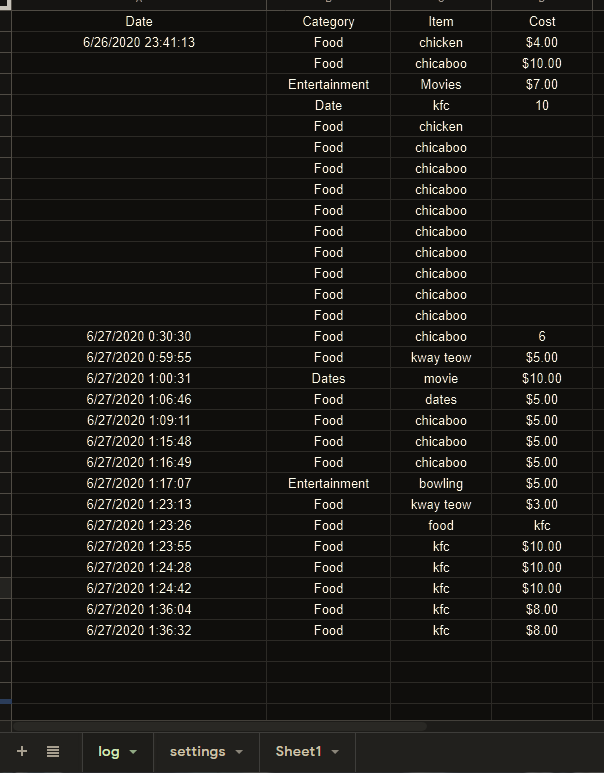 Date Category Item Cost
6/26/2020 23:41:13 Food chicken $4.00
Food chicaboo $10.00
Entertainment Movies $7.00
Date kfc 10
Food chicken
Food chicaboo
Food chicaboo
Food chicaboo
Food chicaboo
Food chicaboo
Food chicaboo
Food chicaboo
Food chicaboo
Food chicaboo
6/27/2020 0:30:30 Food chicaboo 6
6/27/2020 0:59:55 Food kway teow $5.00
6/27/2020 1:00:31 Dates movie $10.00
6/27/2020 1:06:46 Food dates $5.00
6/27/2020 1:09:11 Food chicaboo $5.00
6/27/2020 1:15:48 Food chicaboo $5.00
6/27/2020 1:16:49 Food chicaboo $5.00
6/27/2020 1:17:07 Entertainment bowling $5.00
6/27/2020 1:23:13 Food kway teow $3.00
6/27/2020 1:23:26 Food food kfc
6/27/2020 1:23:55 Food kfc $10.00
6/27/2020 1:24:28 Food kfc $10.00
6/27/2020 1:24:42 Food kfc $10.00
6/27/2020 1:36:04 Food kfc $8.00
6/27/2020 1:36:32 Food kfc $8.00
log settings Sheet1